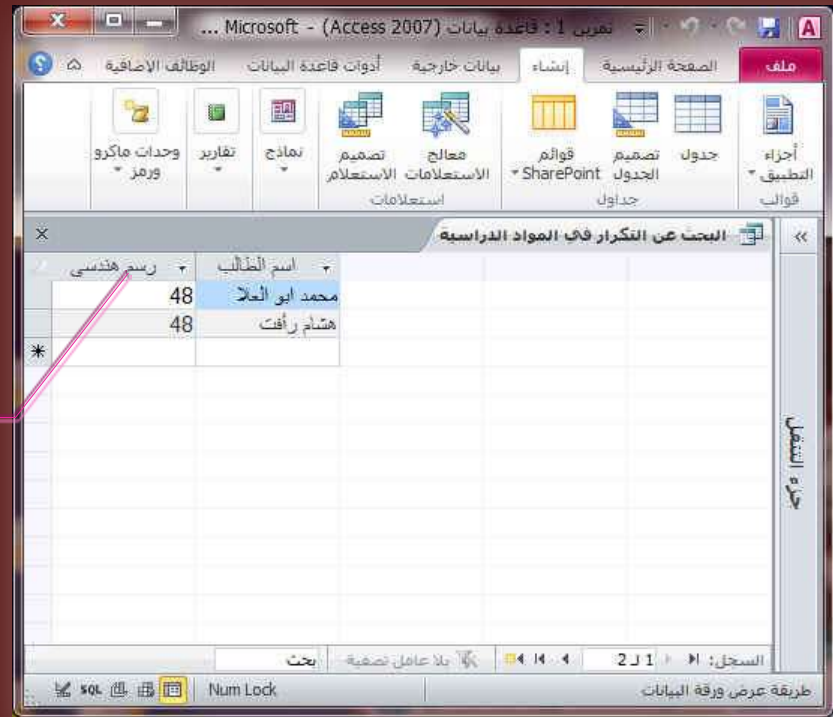 تمرين 1 : قاعدة بيانات (Access 2007) - Microsoft ...
ملف الصفحة الرئيسية إنشاء بيانات خارجية أدوات قاعدة البيانات الوظائف الإضافية
أجزاء التطبيق جدول تصميم الجدول قوائم SharePoint معالج الاستعلامات تصميم الاستعلام نماذج تقارير وحدات ماكرو ورمز
قوالب جداول استعلامات
البحث عن التكرار في المواد الدراسية
اسم الطالب رسم هندسى
محمد ابو العلا 48
هشام رأفت 48
جزء التنقل
السجل: 1 لـ 2 بلا عامل تصفية بحث
طريقة عرض ورقة البيانات Num Lock SQL